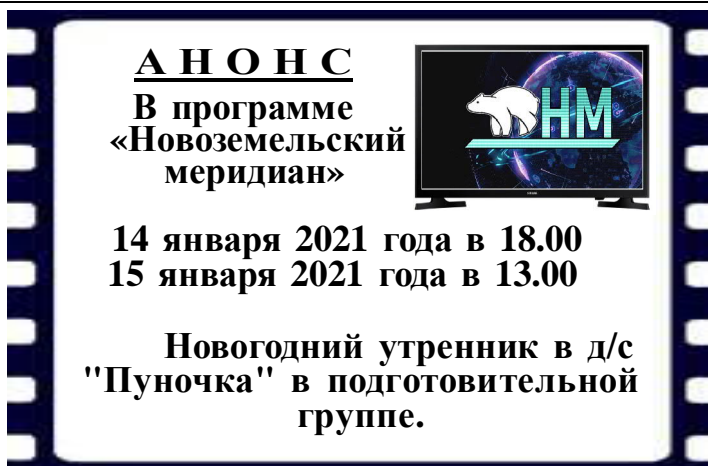 А Н О Н С
В программе
«Новоземельский
меридиан»
НМ
14 января 2021 года в 18.00
15 января 2021 года в 13.00
Новогодний утренник в д/с
"Пуночка" в подготовительной
группе.